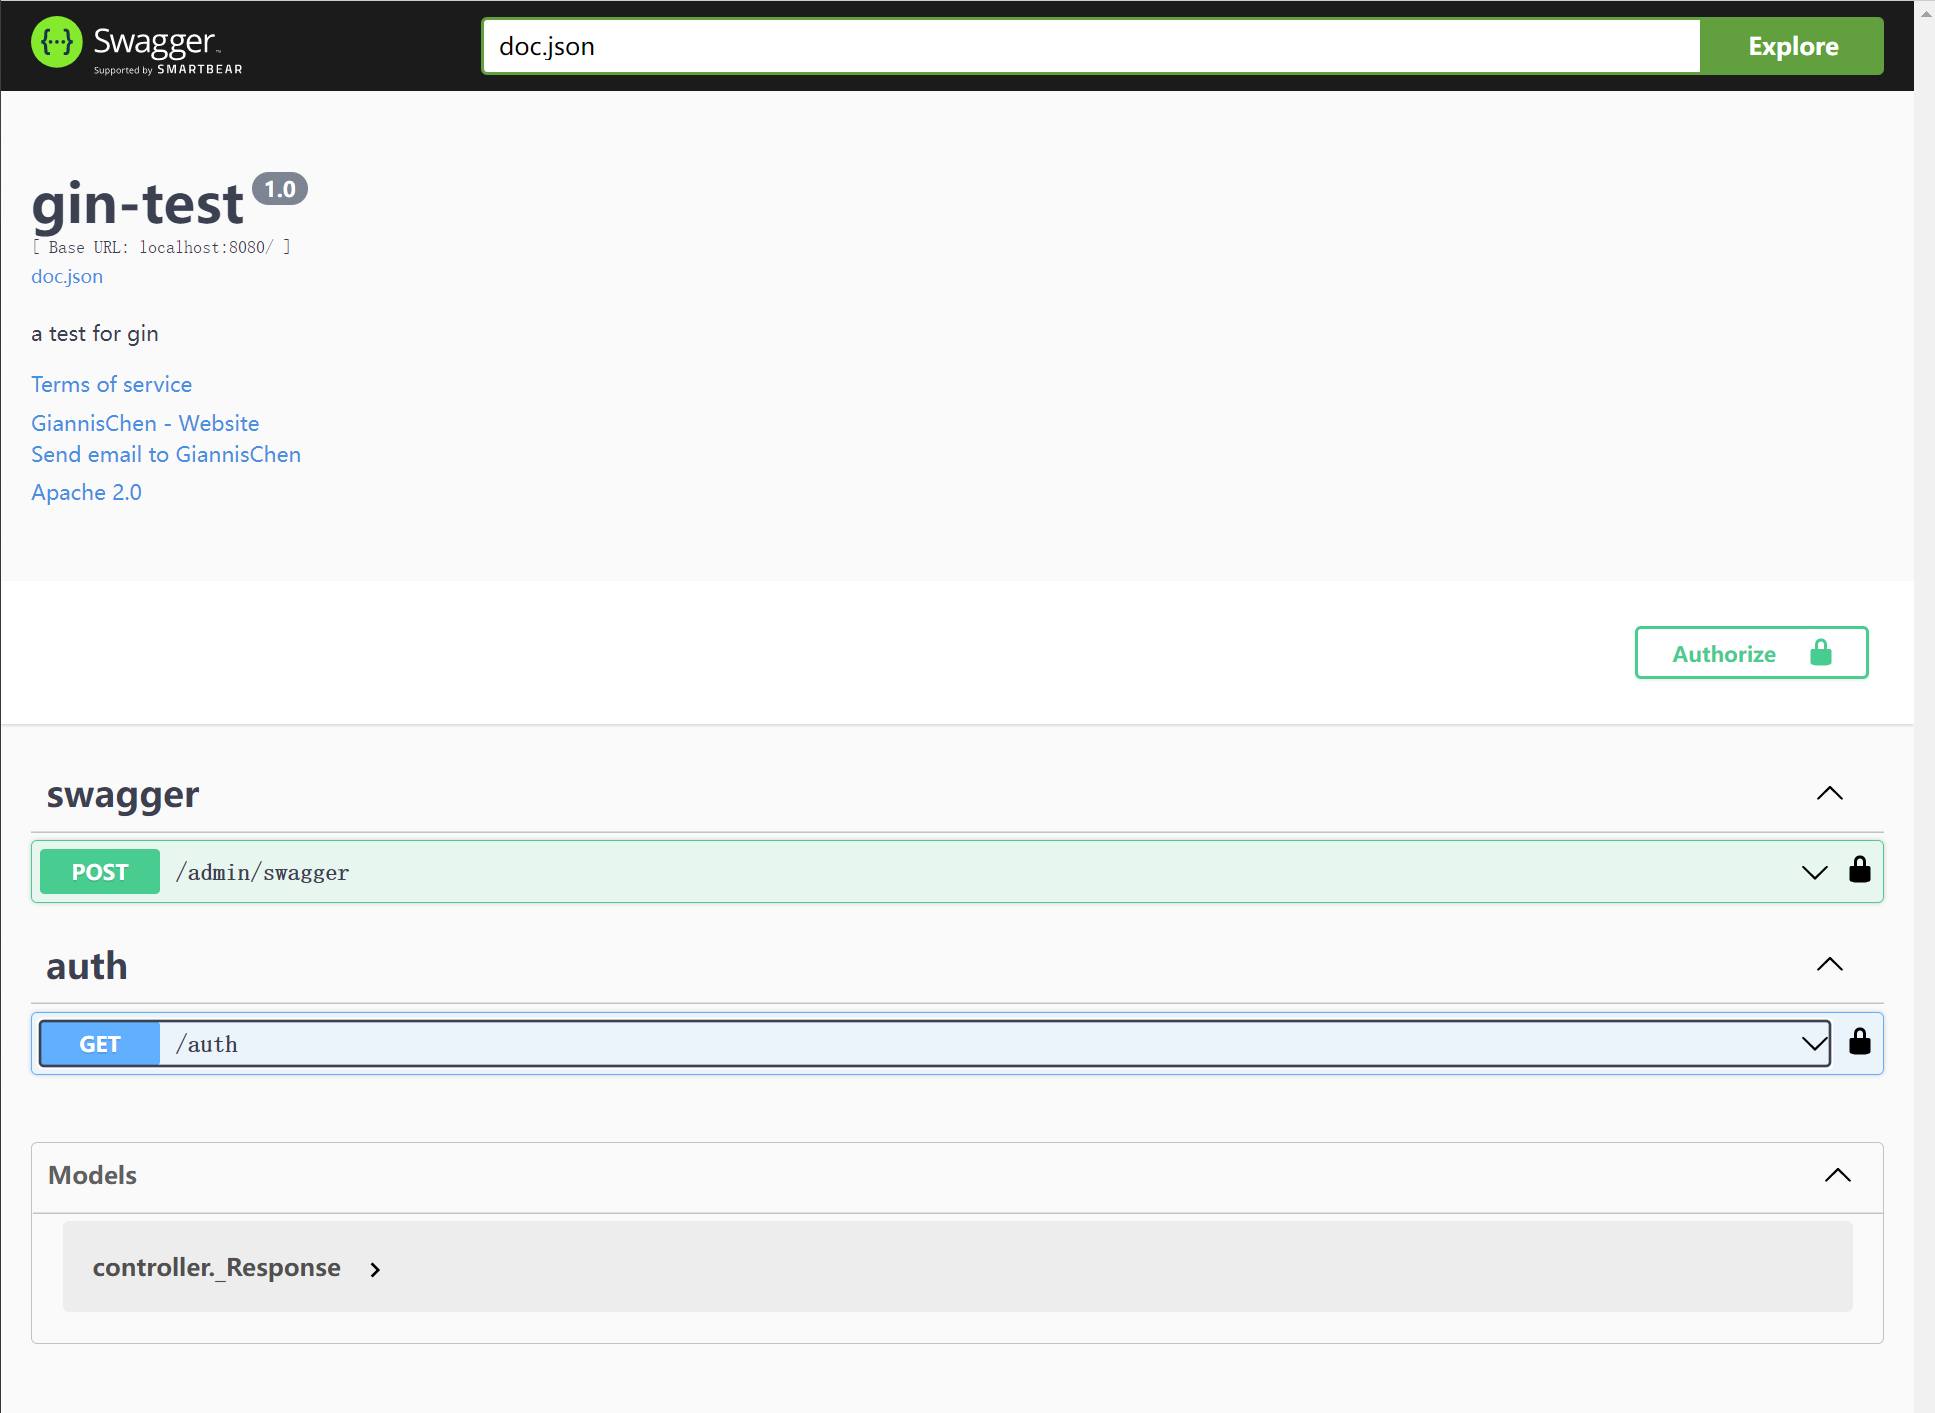 Swagger
Supported by SMARTBEAR
doc.json
Explore
gin-test 1.0
[ Base URL: localhost:8080/ ]
doc.json
a test for gin
Terms of service
GiannisChen - Website
Send email to GiannisChen
Apache 2.0
Authorize
swagger
POST /admin/swagger
auth
GET /auth
Models
controller._Response